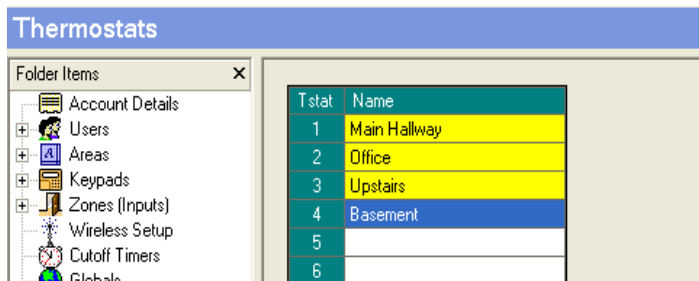 Thermostats
Folder Items
Account Details
Users
Areas
Keypads
Zones (Inputs)
Wireless Setup
Cutoff Timers
Globals
Tstat Name
1 Main Hallway
2 Office
3 Upstairs
4 Basement
5
6